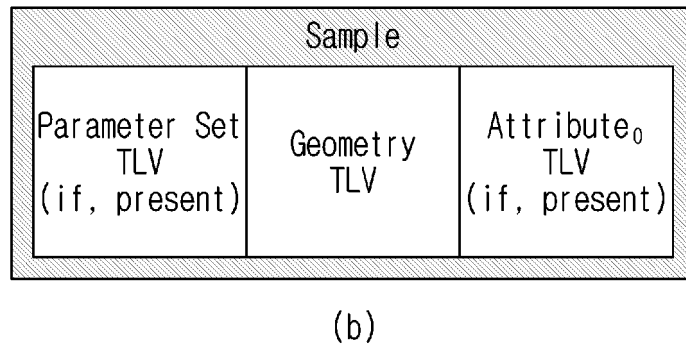 Sample
Parameter Set
TLV
(if, present)
Geometry
TLV
Attribute₀
TLV
(if, present)
(b)